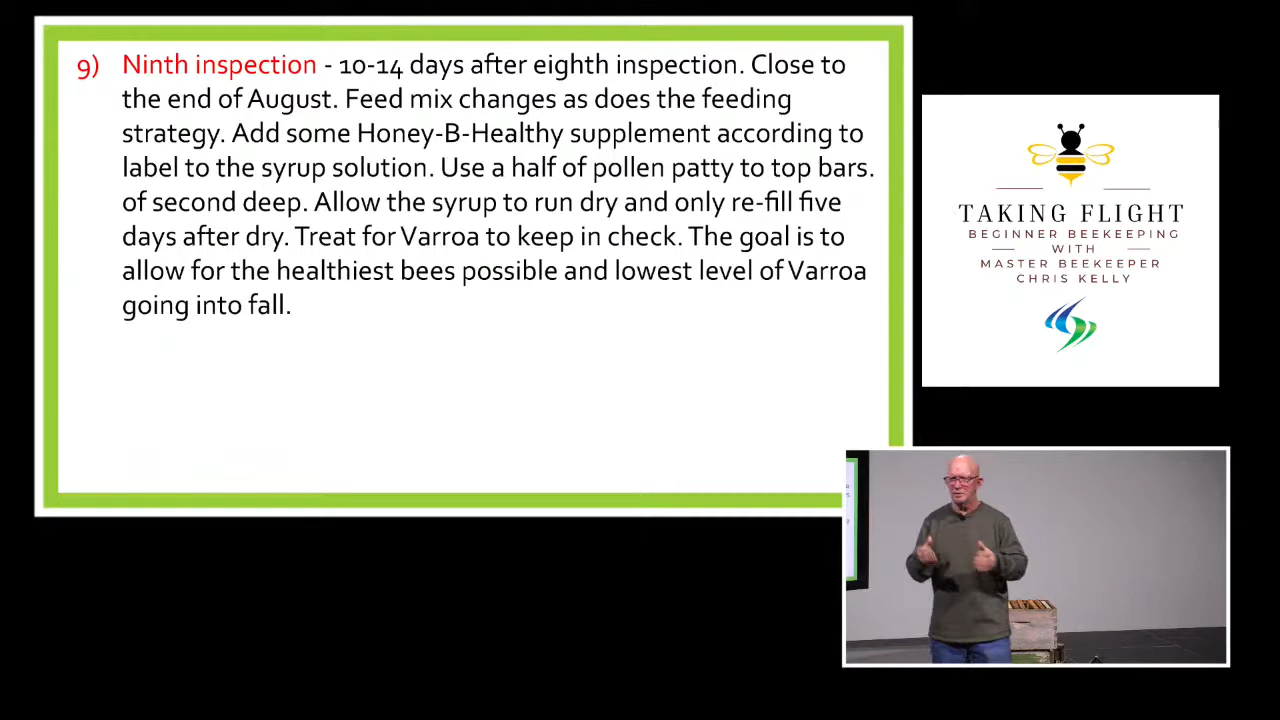 9) Ninth inspection - 10-14 days after eighth inspection. Close to
the end of August. Feed mix changes as does the feeding
strategy. Add some Honey-B-Healthy supplement according to
label to the syrup solution. Use a half of pollen patty to top bars.
of second deep. Allow the syrup to run dry and only re-fill five
days after dry. Treat for Varroa to keep in check. The goal is to
allow for the healthiest bees possible and lowest level of Varroa
going into fall.
TAKING FLIGHT
BEGINNER BEEKEEPING
WITH
MASTER BEEKEEPER
CHRIS KELLY